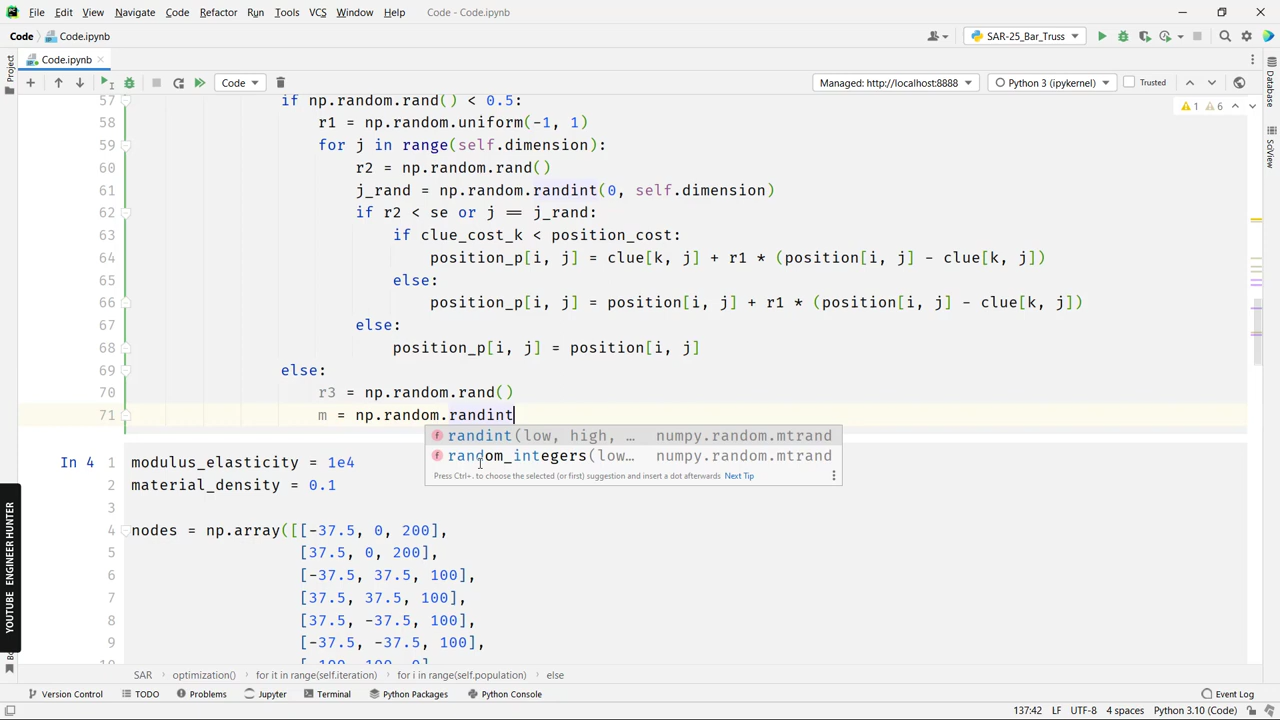 File Edit View Navigate Code Refactor Run Tools VCS Window Help Code - Code.ipynb
Code Code.ipynb SAR-25_Bar_Truss
Code.ipynb
Code Managed: http://localhost:8888 Python 3 (ipykernel) Trusted
Project
Database
SciView
1 6
57 if np.random.rand() < 0.5:
58 r1 = np.random.uniform(-1, 1)
59 for j in range(self.dimension):
60 r2 = np.random.rand()
61 j_rand = np.random.randint(0, self.dimension)
62 if r2 < se or j == j_rand:
63 if clue_cost_k < position_cost:
64 position_p[i, j] = clue[k, j] + r1 * (position[i, j] - clue[k, j])
65 else:
66 position_p[i, j] = position[i, j] + r1 * (position[i, j] - clue[k, j])
67 else:
68 position_p[i, j] = position[i, j]
69 else:
70 r3 = np.random.rand()
71 m = np.random.randint
randint(low, high, … numpy.random.mtrand
random_integers(low… numpy.random.mtrand
Press Ctrl+. to choose the selected (or first) suggestion and insert a dot afterwards Next Tip
In 4 1 modulus_elasticity = 1e4
2 material_density = 0.1
3
4 nodes = np.array([[-37.5, 0, 200],
5 [37.5, 0, 200],
6 [-37.5, 37.5, 100],
7 [37.5, 37.5, 100],
8 [37.5, -37.5, 100],
9 [-37.5, -37.5, 100],
YOUTUBE ENGINEER HUNTER
SAR optimization() for it in range(self.iteration) for i in range(self.population) else
Version Control TODO Problems Jupyter Terminal Python Packages Python Console Event Log
137:42 LF UTF-8 4 spaces Python 3.10 (Code)